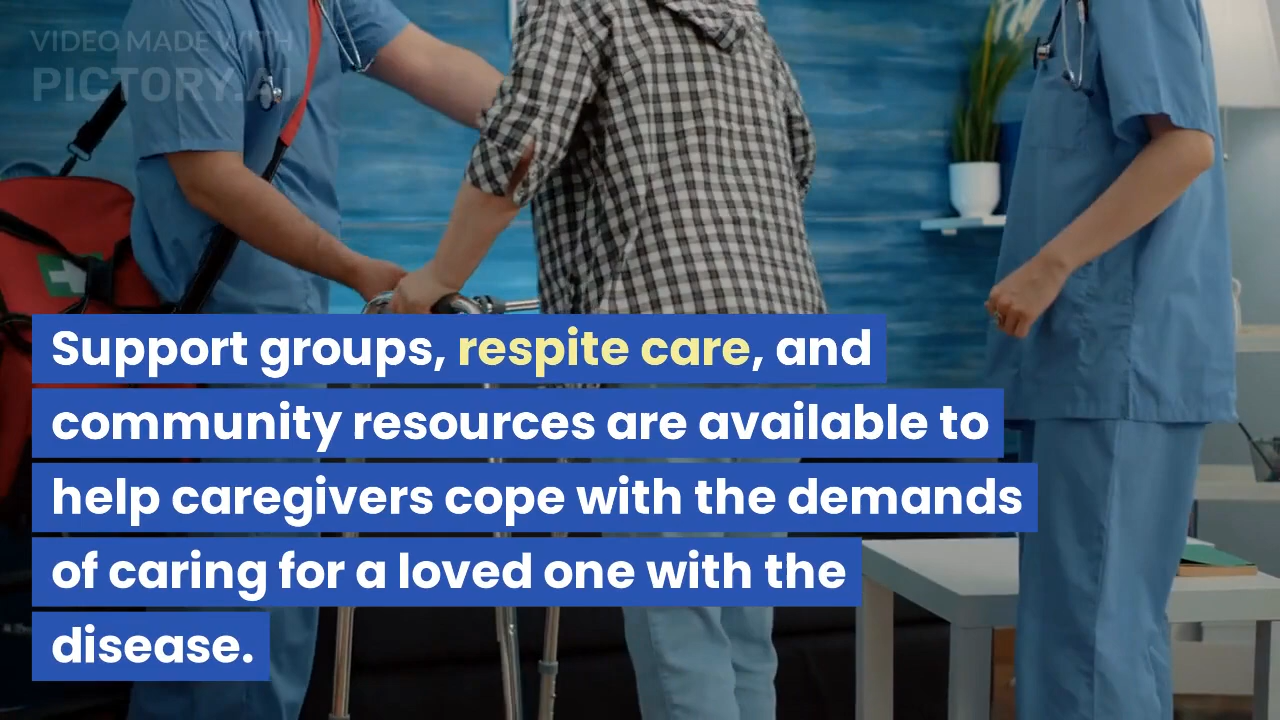 VIDEO MADE WITH
PICTORY.AI
Support groups, respite care, and
community resources are available to
help caregivers cope with the demands
of caring for a loved one with the
disease.